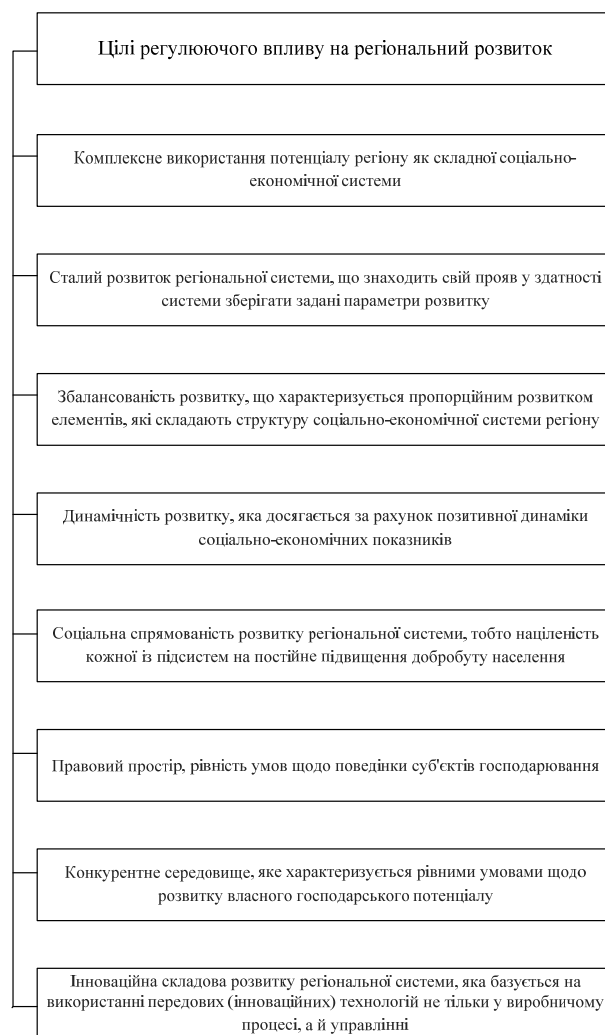 Цілі регулюючого впливу на регіональний розвиток
Комплексне використання потенціалу регіону як складної соціально-
економічної системи
Сталий розвиток регіональної системи, що знаходить свій прояв у здатності
системи зберігати задані параметри розвитку
Збалансованість розвитку, що характеризується пропорційним розвитком
елементів, які складають структуру соціально-економічної системи регіону
Динамічність розвитку, яка досягається за рахунок позитивної динаміки
соціально-економічних показників
Соціальна спрямованість розвитку регіональної системи, тобто націленість
кожної із підсистем на постійне підвищення добробуту населення
Правовий простір, рівність умов щодо поведінки суб'єктів господарювання
Конкурентне середовище, яке характеризується рівними умовами щодо
розвитку власного господарського потенціалу
Інноваційна складова розвитку регіональної системи, яка базується на
використанні передових (інноваційних) технологій не тільки у виробничому
процесі, а й управлінні